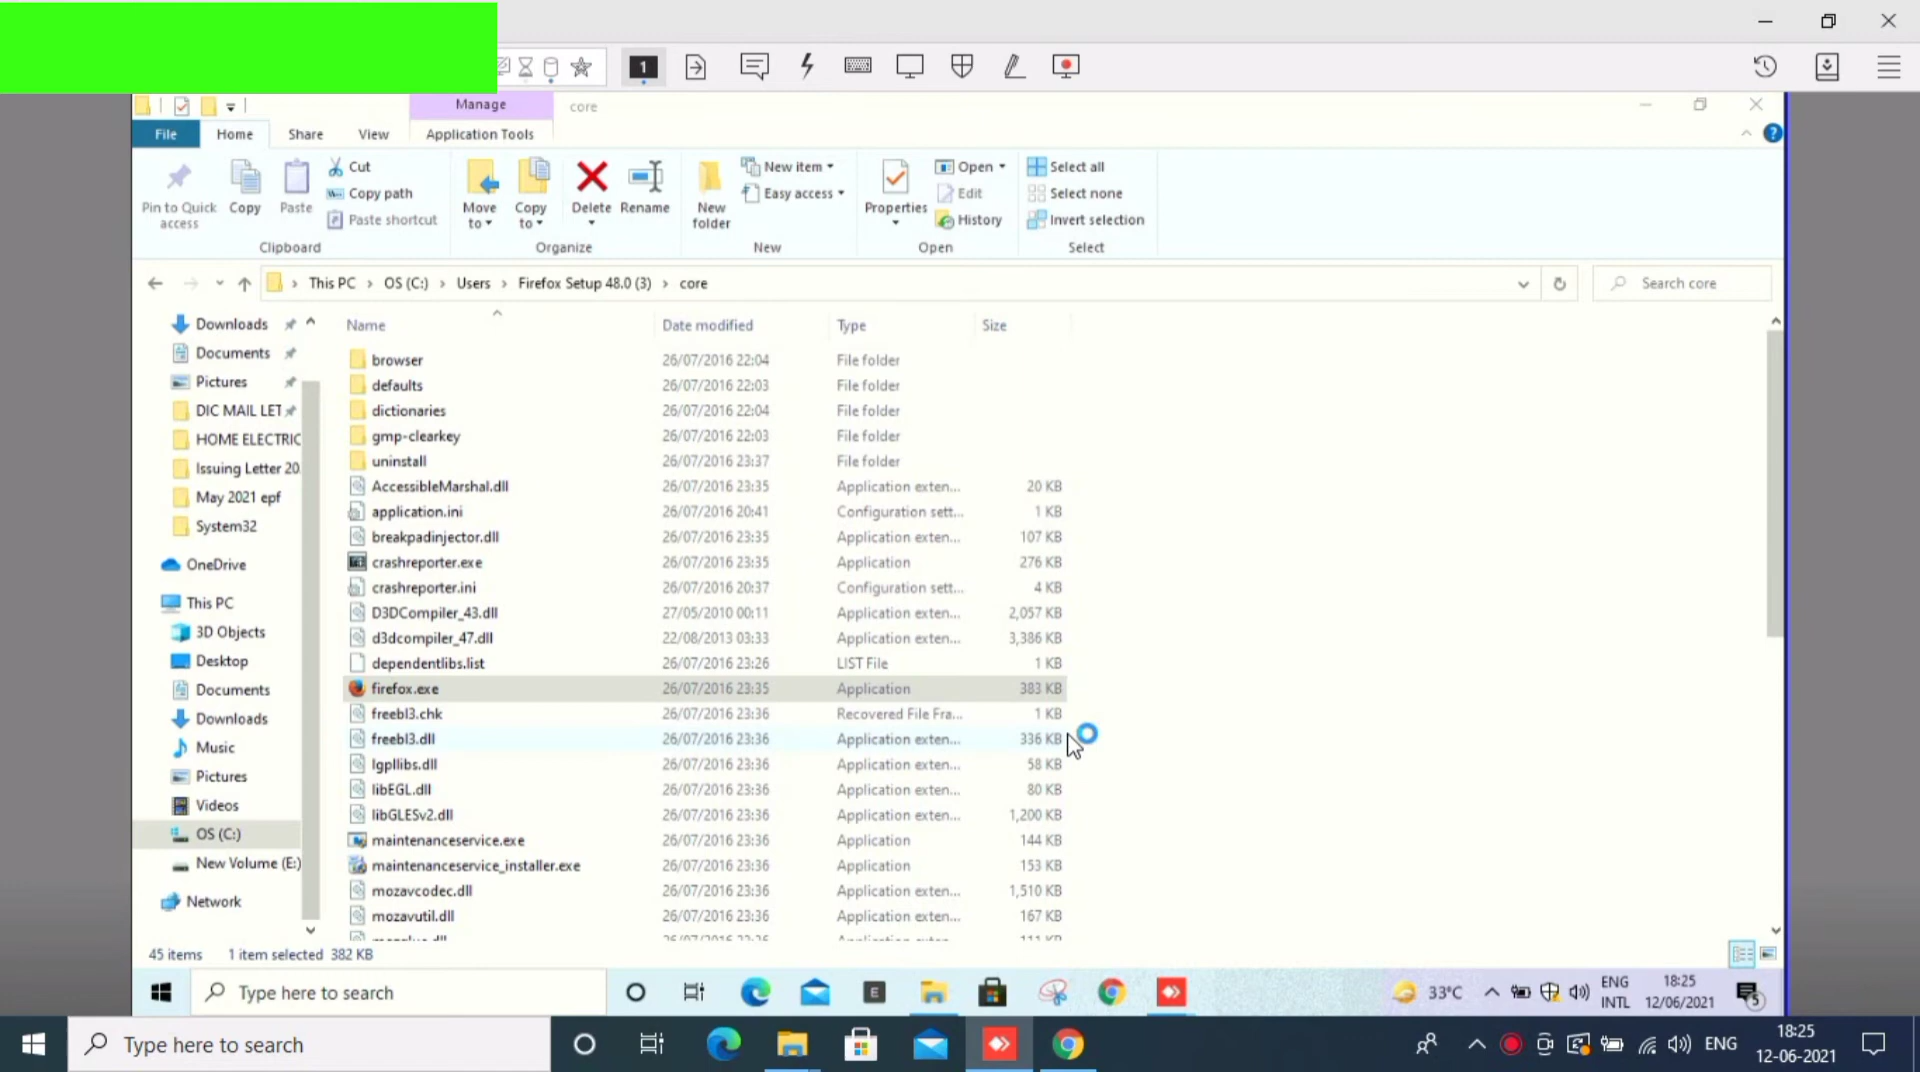 1
Manage
core
File
Home
Share
View
Application Tools
Pin to Quick access
Copy
Paste
Cut
Copy path
Paste shortcut
Clipboard
Move to
Copy to
Delete
Rename
Organize
New folder
New item
Easy access
New
Properties
Open
Edit
History
Open
Select all
Select none
Invert selection
Select
This PC > OS (C:) > Users > Firefox Setup 48.0 (3) > core
Search core
Downloads
Documents
Pictures
DIC MAIL LET
HOME ELECTRIC
Issuing Letter 20
May 2021 epf
System32
OneDrive
This PC
3D Objects
Desktop
Documents
Downloads
Music
Pictures
Videos
OS (C:)
New Volume (E:)
Network
Name Date modified Type Size
browser 26/07/2016 22:04 File folder
defaults 26/07/2016 22:03 File folder
dictionaries 26/07/2016 22:04 File folder
gmp-clearkey 26/07/2016 22:03 File folder
uninstall 26/07/2016 23:37 File folder
AccessibleMarshal.dll 26/07/2016 23:35 Application exten... 20 KB
application.ini 26/07/2016 20:41 Configuration sett... 1 KB
breakpadinjector.dll 26/07/2016 23:35 Application exten... 107 KB
crashreporter.exe 26/07/2016 23:35 Application 276 KB
crashreporter.ini 26/07/2016 20:37 Configuration sett... 4 KB
D3DCompiler_43.dll 27/05/2010 00:11 Application exten... 2,057 KB
d3dcompiler_47.dll 22/08/2013 03:33 Application exten... 3,386 KB
dependentlibs.list 26/07/2016 23:26 LIST File 1 KB
firefox.exe 26/07/2016 23:35 Application 383 KB
freebl3.chk 26/07/2016 23:36 Recovered File Fra... 1 KB
freebl3.dll 26/07/2016 23:36 Application exten... 336 KB
lgpllibs.dll 26/07/2016 23:36 Application exten... 58 KB
libEGL.dll 26/07/2016 23:36 Application exten... 80 KB
libGLESv2.dll 26/07/2016 23:36 Application exten... 1,200 KB
maintenanceservice.exe 26/07/2016 23:36 Application 144 KB
maintenanceservice_installer.exe 26/07/2016 23:36 Application 153 KB
mozavcodec.dll 26/07/2016 23:36 Application exten... 1,510 KB
mozavutil.dll 26/07/2016 23:36 Application exten... 167 KB
45 items 1 item selected 382 KB
Type here to search
E
33°C
ENG
INTL
18:25
12/06/2021
5
Type here to search
ENG
18:25
12-06-2021